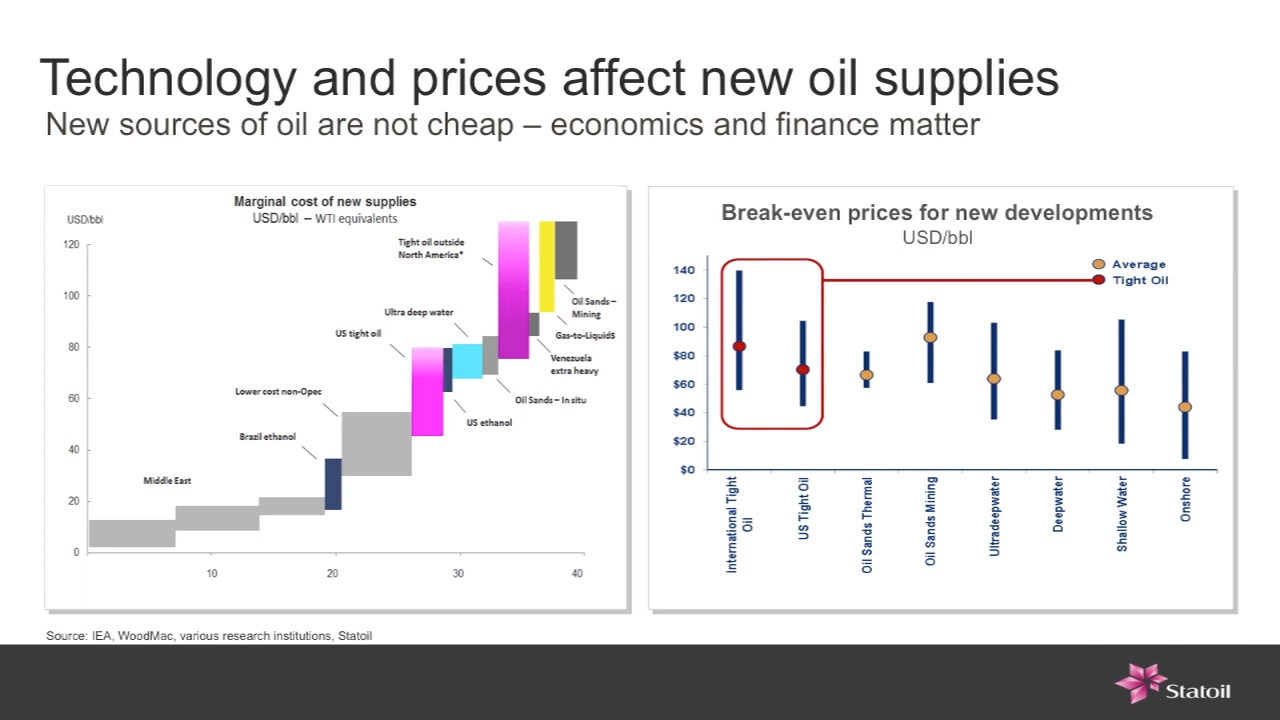 Technology and prices affect new oil supplies
New sources of oil are not cheap – economics and finance matter
Marginal cost of new supplies
USD/bbl – WTI equivalents
USD/bbl
120
100
80
60
40
20
0
10
20
30
40
Middle East
Brazil ethanol
Lower cost non-Opec
US tight oil
Ultra deep water
Tight oil outside
North America*
US ethanol
Oil Sands – In situ
Venezuela
extra heavy
Gas-to-Liquids
Oil Sands –
Mining
Break-even prices for new developments
USD/bbl
Average
Tight Oil
140
120
100
$80
$60
$40
$20
$0
International Tight
Oil
US Tight Oil
Oil Sands Thermal
Oil Sands Mining
Ultradeepwater
Deepwater
Shallow Water
Onshore
Source: IEA, WoodMac, various research institutions, Statoil
Statoil